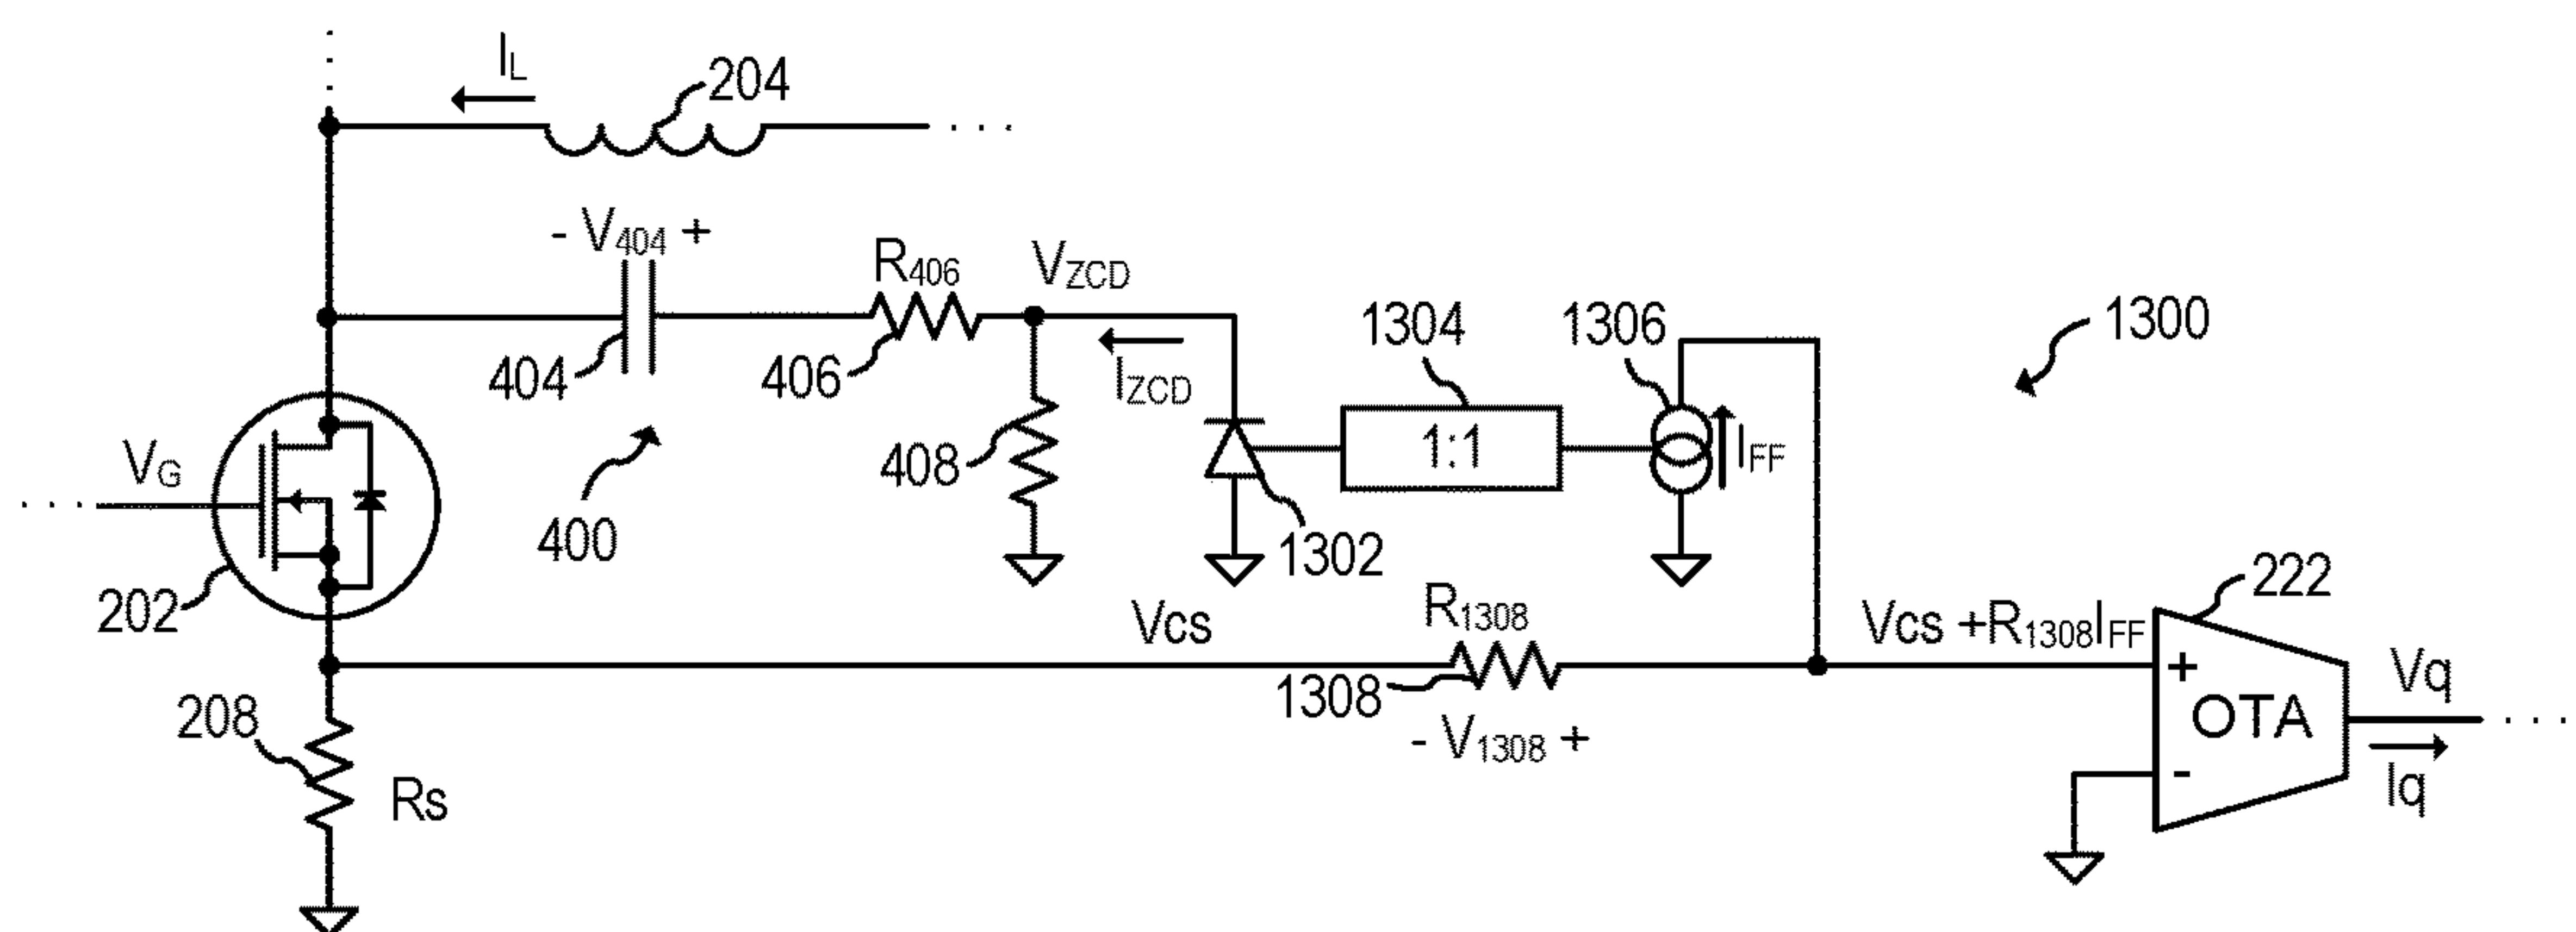 IL
204
- V404 +
R406
VZCD
404
406
IZCD
1304
1306
1300
1:1
IFF
VG
408
400
1302
202
Vcs
R1308
Vcs +R1308IFF
222
+
Vq
1308
208
OTA
- V1308 +
-
Iq
Rs